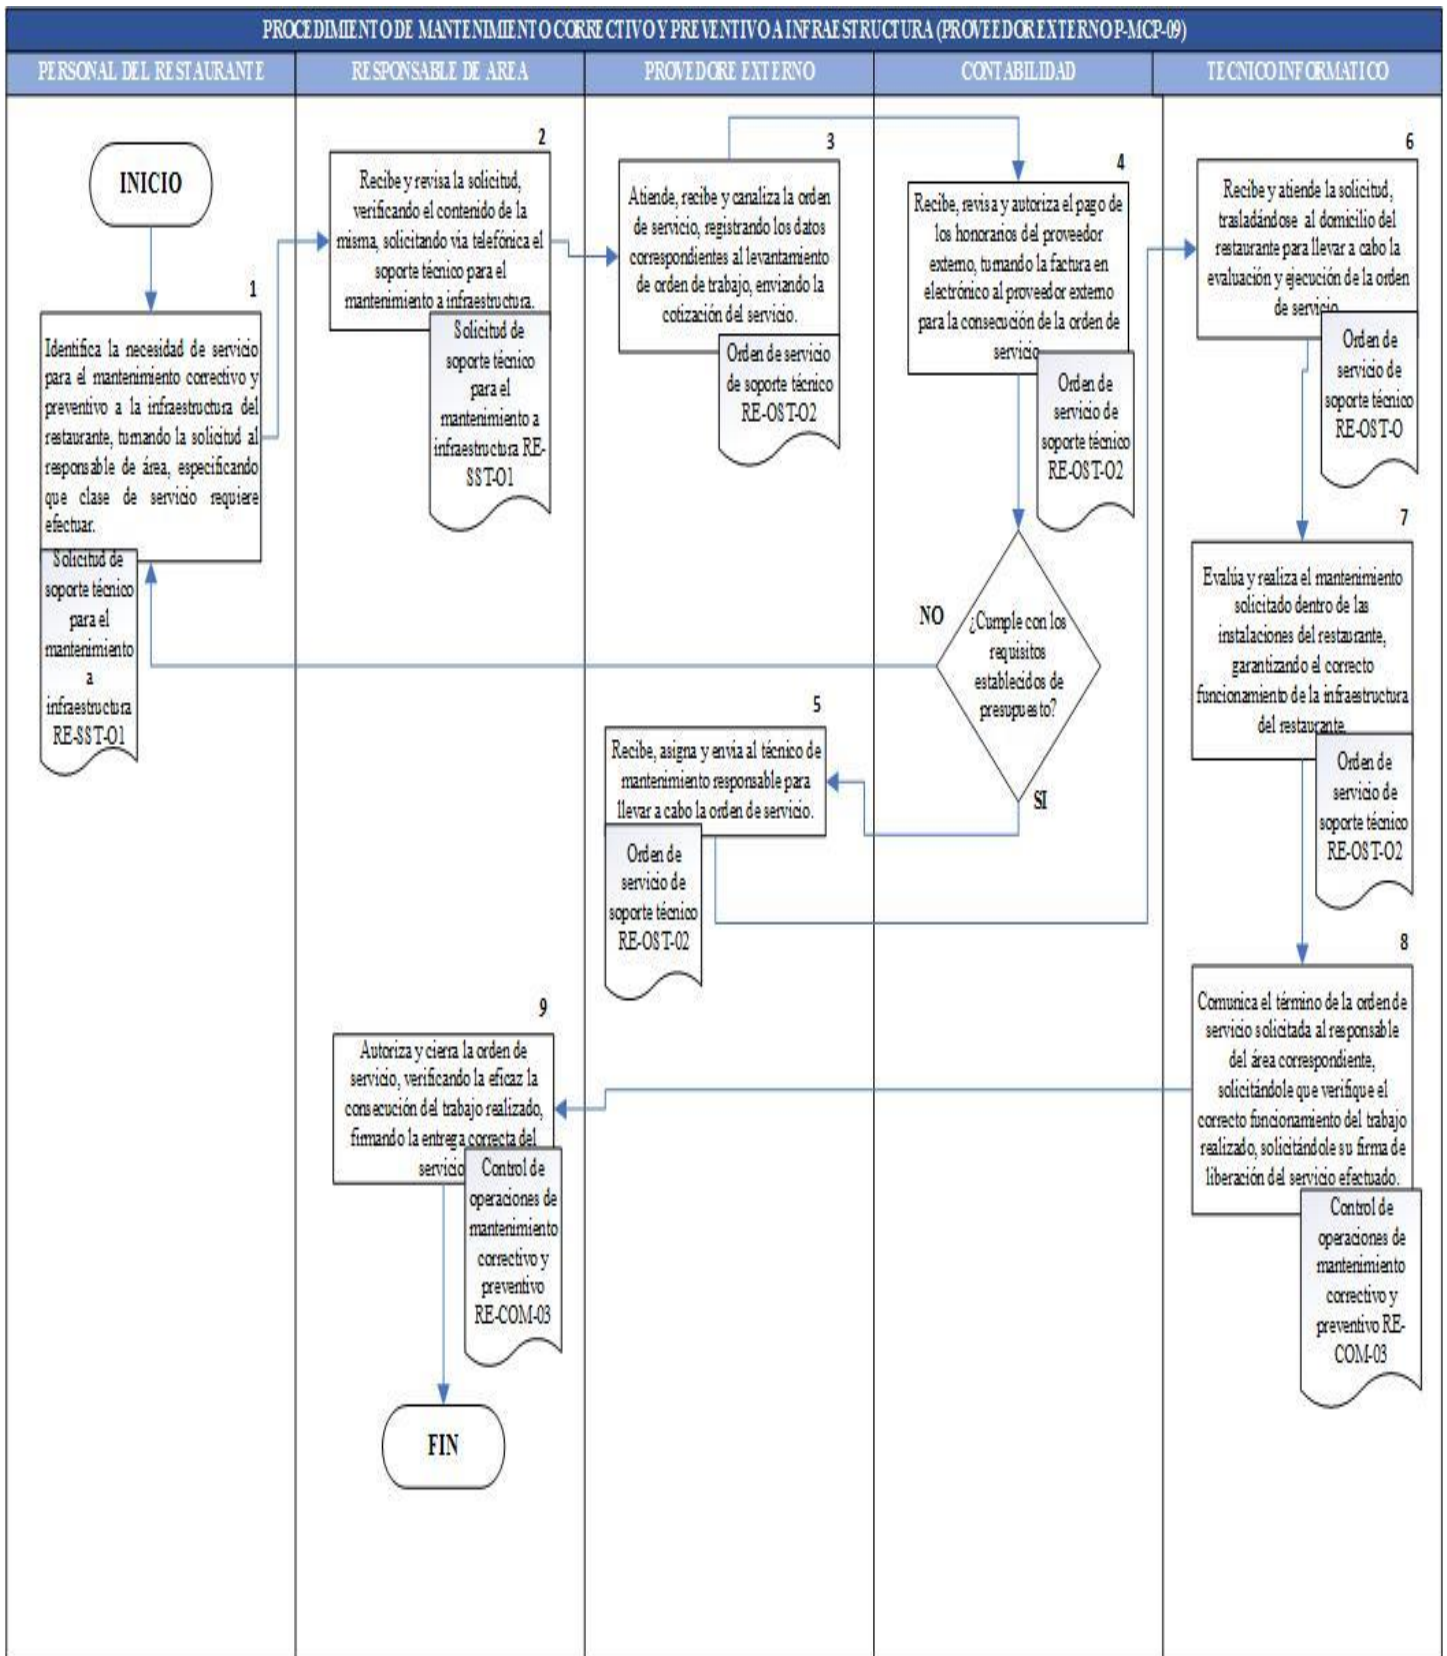 PROCEDIMIENTO DE MANTENIMIENTO CORRECTIVO Y PREVENTIVO A INFRAESTRUCTURA (PROVEEDOR EXTERNO P-MCP-09)
PERSONAL DEL RESTAURANTE
RESPONSABLE DE AREA
PROVEDORE EXTERNO
CONTABILIDAD
TECNICO INFORMATICO
INICIO
1
Identifica la necesidad de servicio
para el mantenimiento correctivo y
preventivo a la infraestructura del
restaurante, turnando la solicitud al
responsable de área, especificando
que clase de servicio requiere
efectuar.
Solicitud de
soporte técnico
para el
mantenimiento
a
infraestructura
RE-SST-O1
2
Recibe y revisa la solicitud,
verificando el contenido de la
misma, solicitando via telefónica el
soporte técnico para el
mantenimiento a infraestructura.
Solicitud de
soporte técnico
para el
mantenimiento a
infraestructura RE-
SST-O1
3
Atiende, recibe y canaliza la orden
de servicio, registrando los datos
correspondientes al levantamiento
de orden de trabajo, enviando la
cotización del servicio.
Orden de servicio
de soporte técnico
RE-OST-O2
4
Recibe, revisa y autoriza el pago de
los honorarios del proveedor
externo, turnando la factura en
electrónico al proveedor externo
para la consecución de la orden de
servicio
Orden de
servicio de
soporte técnico
RE-OST-O2
¿Cumple con los
requisitos
establecidos de
presupuesto?
NO
SI
5
Recibe, asigna y envia al técnico de
mantenimiento responsable para
llevar a cabo la orden de servicio.
Orden de
servicio de
soporte técnico
RE-OST-02
6
Recibe y atiende la solicitud,
trasladándose al domicilio del
restaurante para llevar a cabo la
evaluación y ejecución de la orden
de servicio.
Orden de
servicio de
soporte técnico
RE-OST-O
7
Evalúa y realiza el mantenimiento
solicitado dentro de las
instalaciones del restaurante,
garantizando el correcto
funcionamiento de la infraestructura
del restaurante.
Orden de
servicio de
soporte técnico
RE-OST-O2
8
Comunica el término de la orden de
servicio solicitada al responsable
del área correspondiente,
solicitándole que verifique el
correcto funcionamiento del trabajo
realizado, solicitándole su firma de
liberación del servicio efectuado.
Control de
operaciones de
mantenimiento
correctivo y
preventivo RE-
COM-03
9
Autoriza y cierra la orden de
servicio, verificando la eficaz la
consecución del trabajo realizado,
firmando la entrega correcta del
servicio
Control de
operaciones de
mantenimiento
correctivo y
preventivo
RE-COM-03
FIN